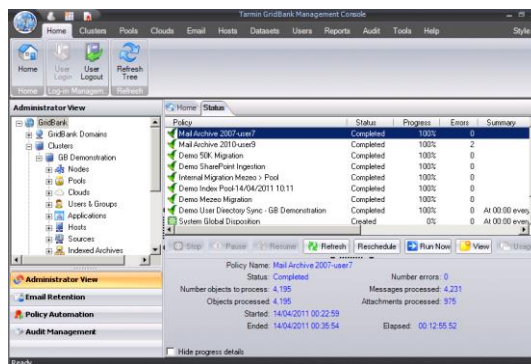 Tarmin GridBank Management Console
Home Clusters Pools Clouds Email Hosts Datasets Users Reports Audit Tools Help Style
Home User Login User Logout Refresh Tree
Home Log-in Managem... Refresh
Administrator View
GridBank
GridBank Domains
Clusters
GB Demonstration
Nodes
Pools
Clouds
Users & Groups
Applications
Hosts
Sources
Indexed Archives
Administrator View
Email Retention
Policy Automation
Audit Management
Ready
Home Status
Policy Status Progress Errors Summary
Mail Archive 2007-user7 Completed 100% 0
Mail Archive 2010-user9 Completed 100% 2
Demo 50K Migration Completed 100% 0
Demo SharePoint Ingestion Completed 100% 0
Internal Migration Mezeo > Pool Completed 100% 0
Demo Index Pool-14/04/2011 10:11 Completed 100% 0
Demo Mezeo Migration Completed 100% 0
Demo User Directory Sync - GB Demonstration Completed 100% 0 At 00:00 every
System Global Disposition Created 0% 0 At 00:00 every
Stop Pause Resume Refresh Reschedule Run Now View Usag
Policy Name: Mail Archive 2007-user7
Status: Completed Number errors: 0
Number objects to process: 4,195 Messages processed: 4,231
Objects processed: 4,195 Attachments processed: 975
Started: 14/04/2011 00:22:59
Ended: 14/04/2011 00:35:54 Elapsed: 00:12:55.52
Hide progress details